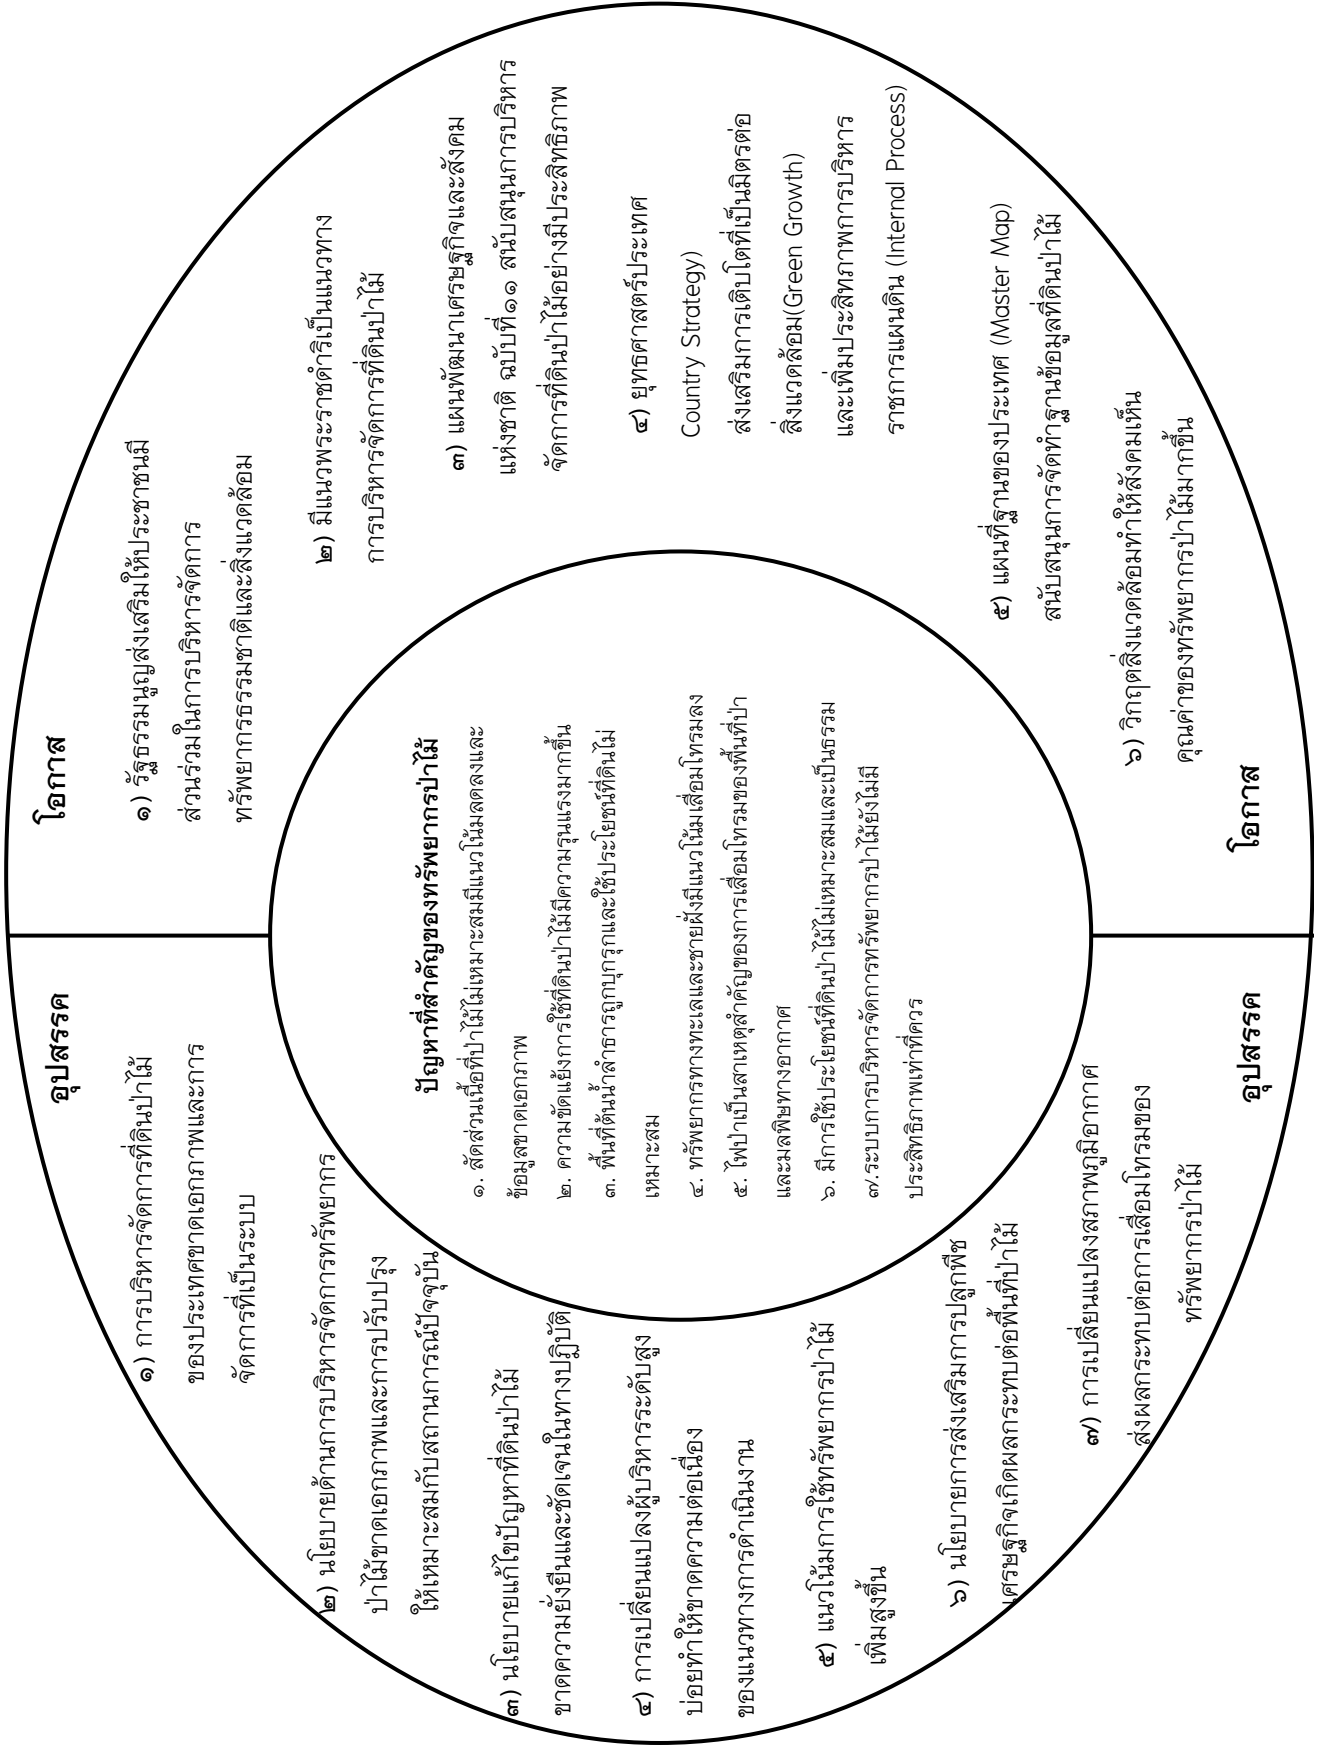 อุปสรรค
๑) การบริหารจัดการที่ดินป่าไม้
ของประเทศขาดเอกภาพและการ
จัดการที่เป็นระบบ
๒) นโยบายด้านการบริหารจัดการทรัพยากร
ป่าไม้ขาดเอกภาพและการปรับปรุง
ให้เหมาะสมกับสถานการณ์ปัจจุบัน
๓) นโยบายแก้ไขปัญหาที่ดินป่าไม้
ขาดความยั่งยืนและชัดเจนในทางปฏิบัติ
๔) การเปลี่ยนแปลงผู้บริหารระดับสูง
บ่อยทำให้ขาดความต่อเนื่อง
ของแนวทางการดำเนินงาน
๕) แนวโน้มการใช้ทรัพยากรป่าไม้
เพิ่มสูงขึ้น
๖) นโยบายการส่งเสริมการปลูกพืช
เศรษฐกิจเกิดผลกระทบต่อพื้นที่ป่าไม้
๗) การเปลี่ยนแปลงสภาพภูมิอากาศ
ส่งผลกระทบต่อการเสื่อมโทรมของ
ทรัพยากรป่าไม้
อุปสรรค
ปัญหาที่สำคัญของทรัพยากรป่าไม้
๑. สัดส่วนเนื้อที่ป่าไม้ไม่เหมาะสมมีแนวโน้มลดลงและ
ข้อมูลขาดเอกภาพ
๒. ความขัดแย้งการใช้ที่ดินป่าไม้มีความรุนแรงมากขึ้น
๓. พื้นที่ต้นน้ำลำธารถูกบุกรุกและใช้ประโยชน์ที่ดินไม่
เหมาะสม
๔. ทรัพยากรทางทะเลและชายฝั่งมีแนวโน้มเสื่อมโทรมลง
๕. ไฟป่าเป็นสาเหตุสำคัญของการเสื่อมโทรมของพื้นที่ป่า
และมลพิษทางอากาศ
๖. มีการใช้ประโยชน์ที่ดินป่าไม้ไม่เหมาะสมและเป็นธรรม
๗.ระบบการบริหารจัดการทรัพยากรป่าไม้ยังไม่มี
ประสิทธิภาพเท่าที่ควร
โอกาส
๑) รัฐธรรมนูญส่งเสริมให้ประชาชนมี
ส่วนร่วมในการบริหารจัดการ
ทรัพยากรธรรมชาติและสิ่งแวดล้อม
๒) มีแนวพระราชดำริเป็นแนวทาง
การบริหารจัดการที่ดินป่าไม้
๓) แผนพัฒนาเศรษฐกิจและสังคม
แห่งชาติ ฉบับที่๑๑ สนับสนุนการบริหาร
จัดการที่ดินป่าไม้อย่างมีประสิทธิภาพ
๔) ยุทธศาสตร์ประเทศ
Country Strategy)
ส่งเสริมการเติบโตที่เป็นมิตรต่อ
สิ่งแวดล้อม(Green Growth)
และเพิ่มประสิทภาพการบริหาร
ราชการแผนดิน (Internal Process)
๕) แผนที่ฐานของประเทศ (Master Map)
สนับสนุนการจัดทำฐานข้อมูลที่ดินป่าไม้
๖) วิกฤตสิ่งแวดล้อมทำให้สังคมเห็น
คุณค่าของทรัพยากรป่าไม้มากขึ้น
โอกาส